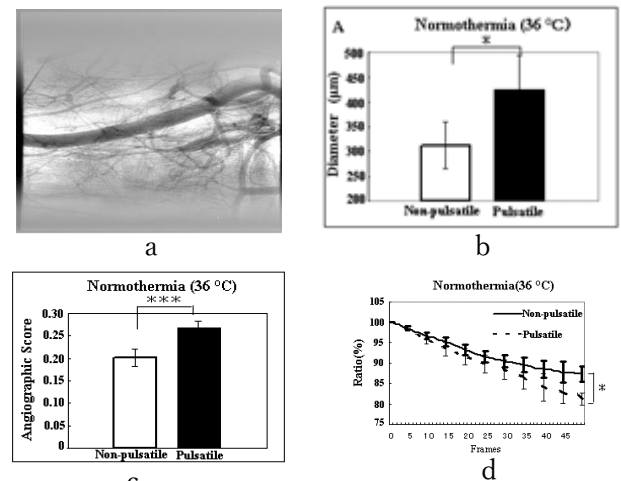 a
A
Normothermia (36 °C)
*
Diameter (μm)
500
450
400
350
300
250
200
Non-pulsatile Pulsatile
b
Normothermia (36 °C)
***
Angiographic Score
0.30
0.25
0.20
0.15
0.10
0.05
0
Non-pulsatile Pulsatile
c
Normothermia(36 °C)
Non-pulsatile
Pulsatile
Ratio(%)
105
100
95
90
85
80
75
*
0 5 10 15 20 25 30 35 40 45
Frames
d